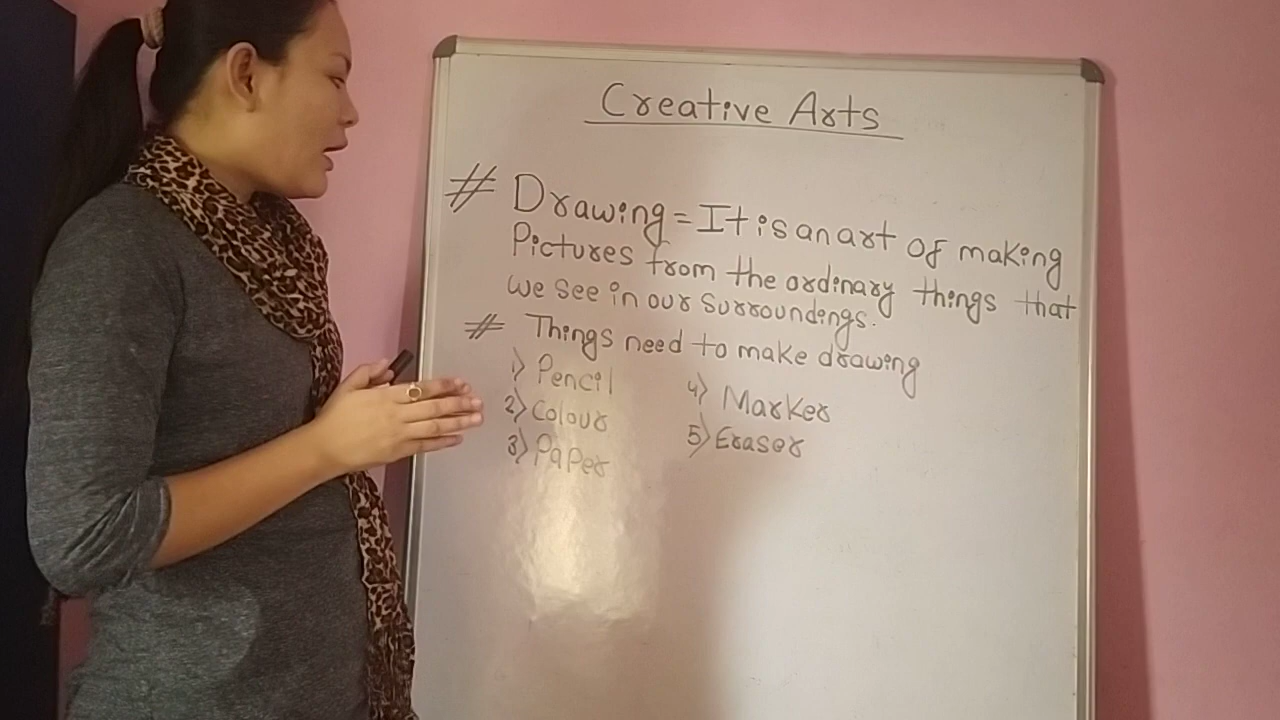 Creative Arts
# Drawing = It is an art of making
Pictures from the ordinary things that
we see in our surroundings.
# Things need to make drawing
1) Pencil 4) Marker
2) Colour 5) Eraser
3) Paper